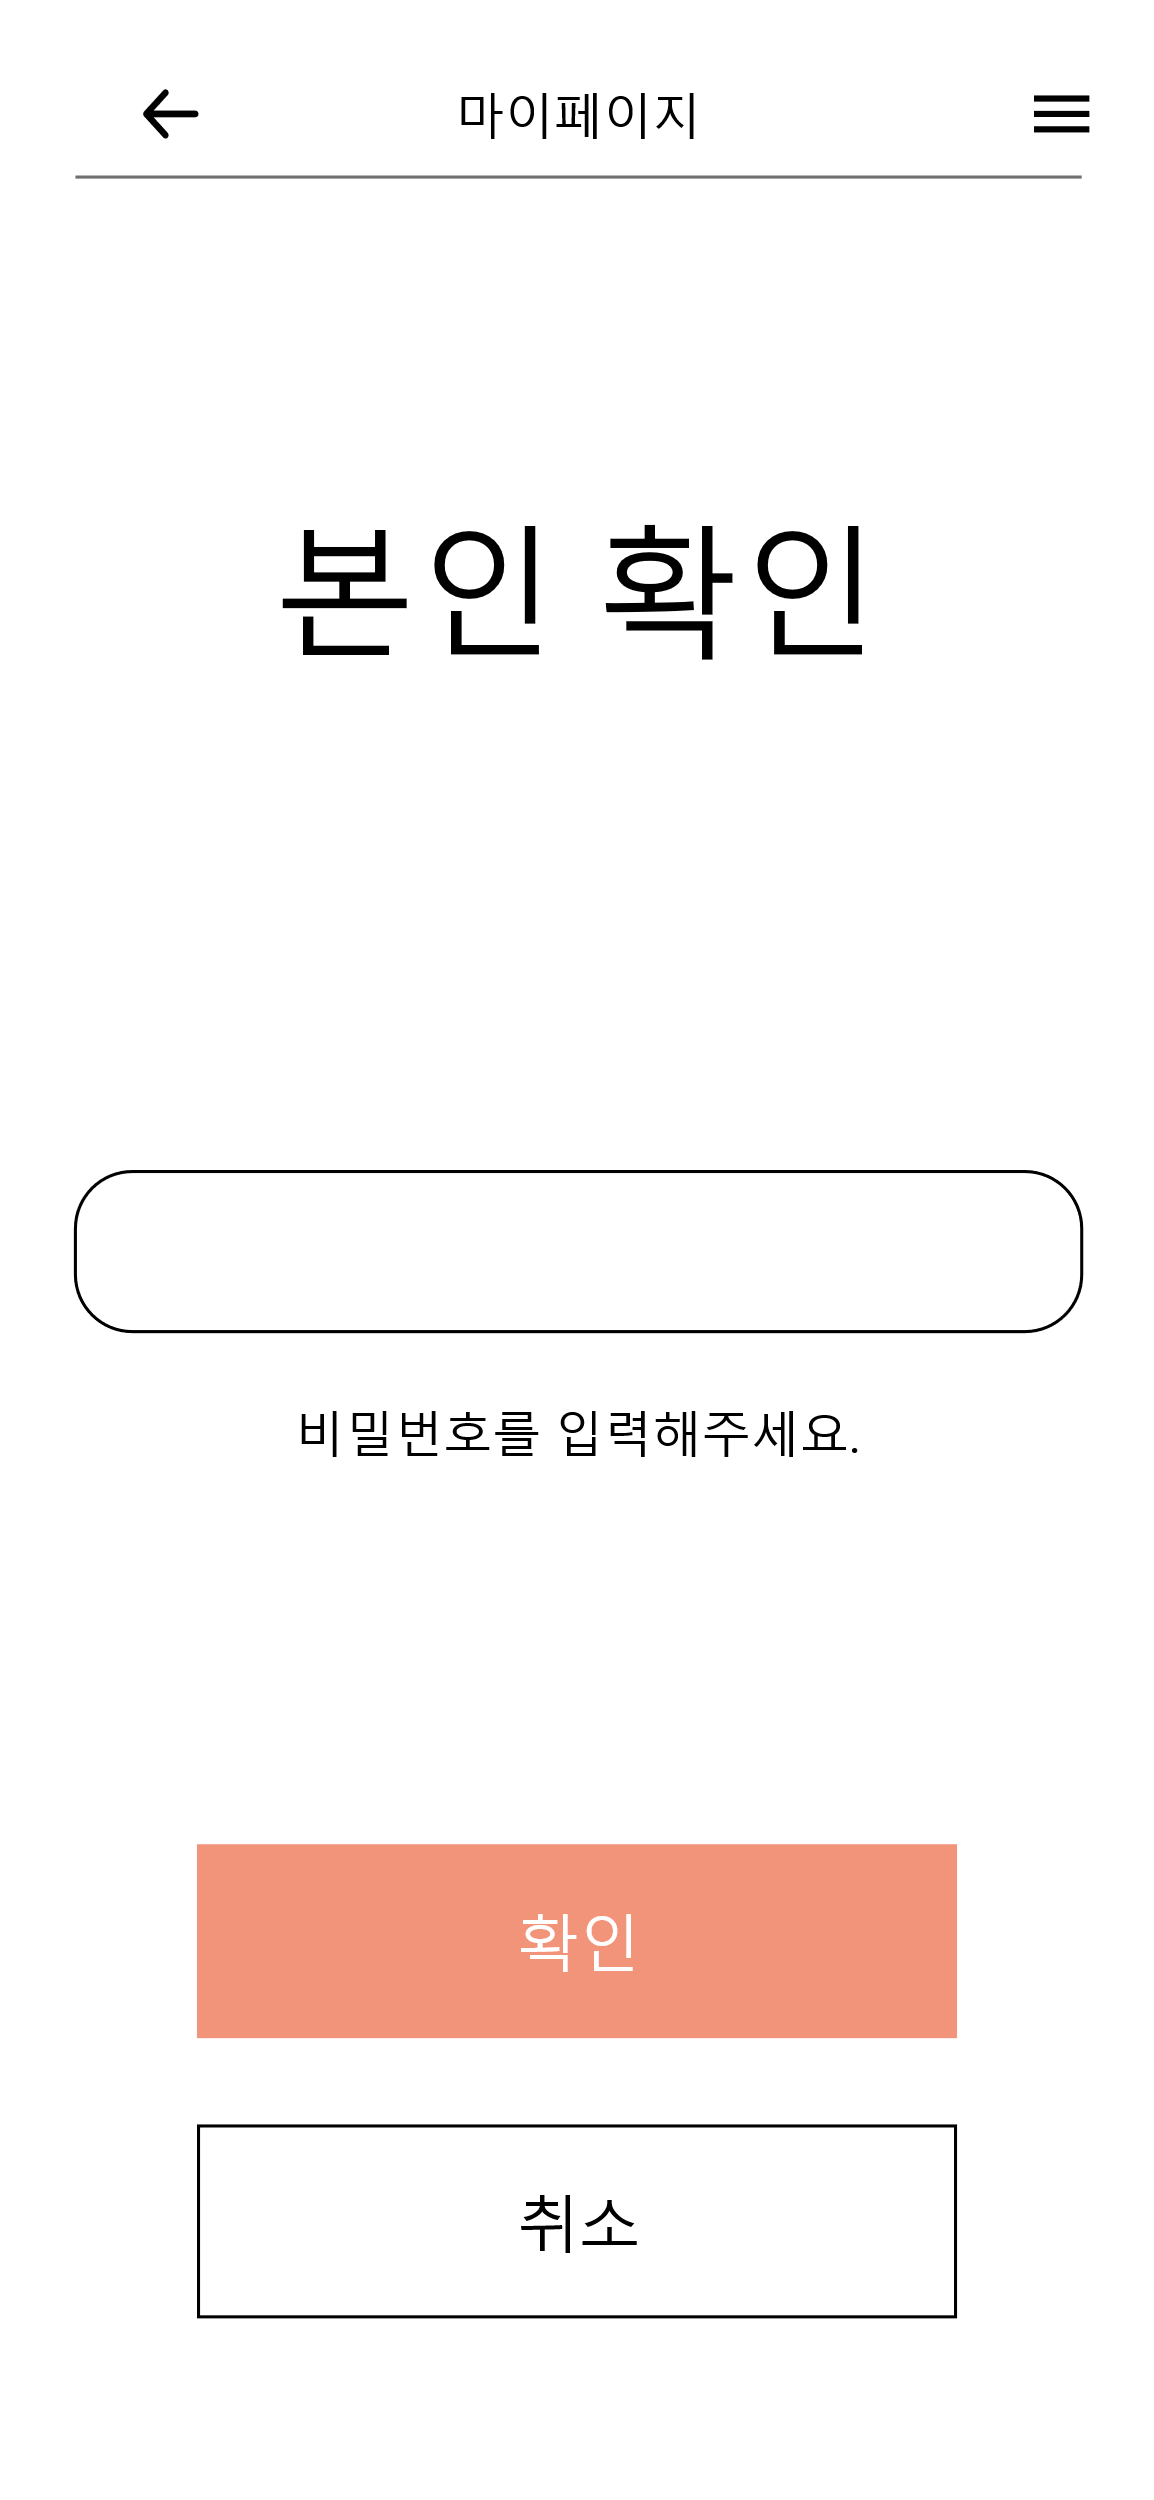 마이페이지
본인 확인
비밀번호를 입력해주세요.
확인
취소